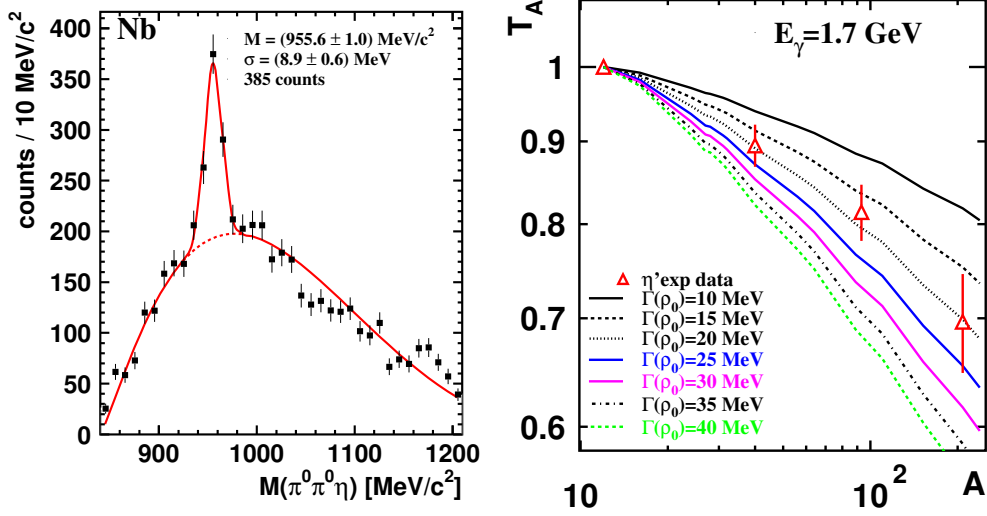 Nb
M = (955.6 ± 1.0) MeV/c²
σ = (8.9 ± 0.6) MeV
385 counts
counts / 10 MeV/c²
400
350
300
250
200
150
100
50
0
900 1000 1100 1200
M(π⁰π⁰η) [MeV/c²]
T_A
E_γ=1.7 GeV
1
0.9
0.8
0.7
0.6
η’exp data
Γ(ρ₀)=10 MeV
Γ(ρ₀)=15 MeV
Γ(ρ₀)=20 MeV
Γ(ρ₀)=25 MeV
Γ(ρ₀)=30 MeV
Γ(ρ₀)=35 MeV
Γ(ρ₀)=40 MeV
10 10² A